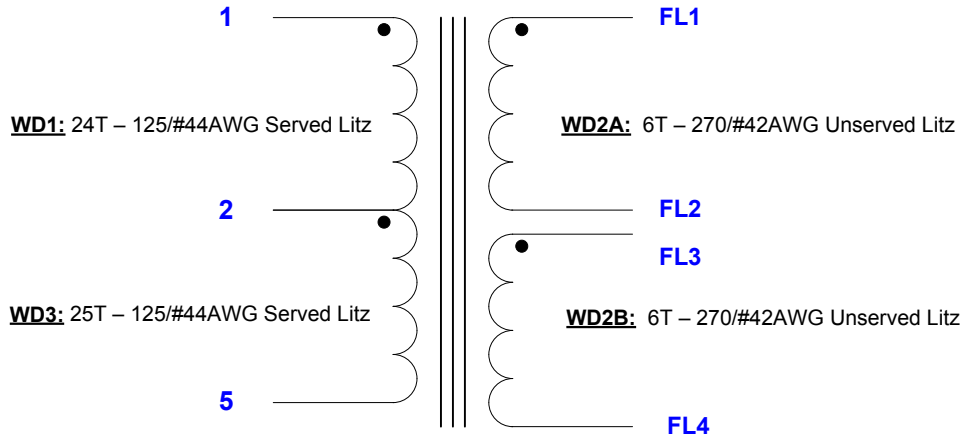 1
FL1
WD1: 24T – 125/#44AWG Served Litz
WD2A: 6T – 270/#42AWG Unserved Litz
2
FL2
FL3
WD3: 25T – 125/#44AWG Served Litz
WD2B: 6T – 270/#42AWG Unserved Litz
5
FL4